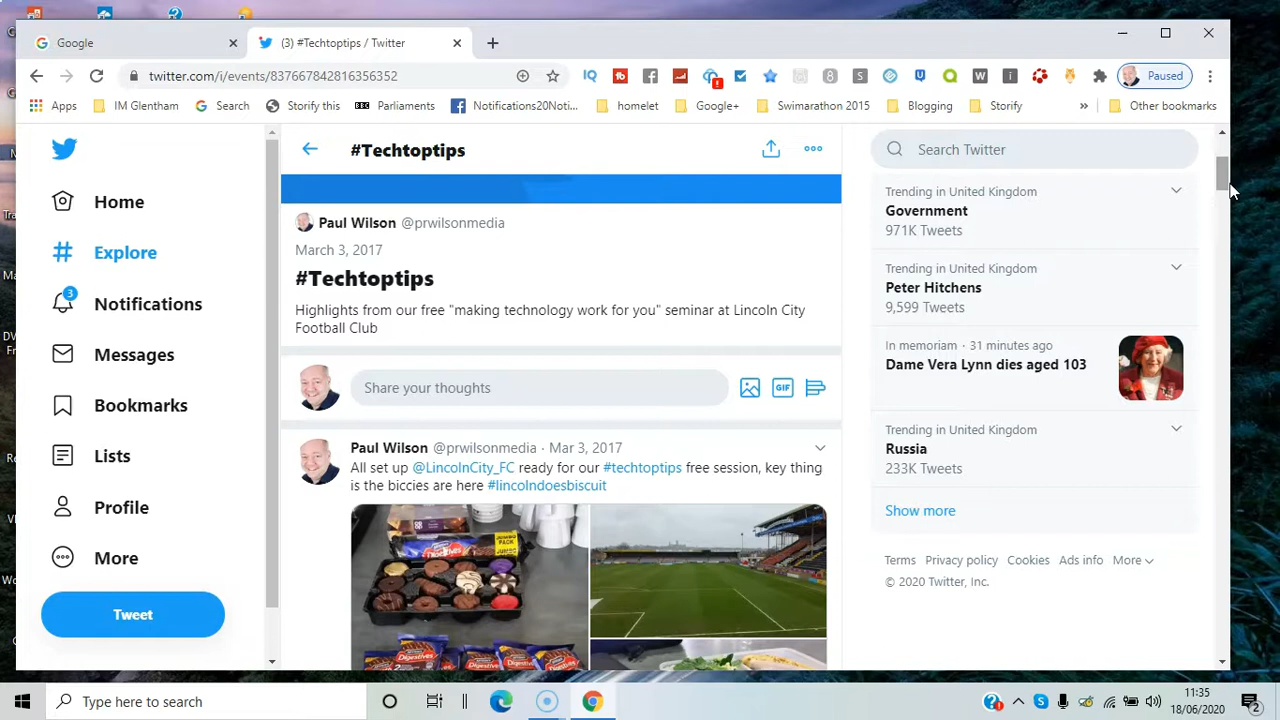 Google
(3) #Techtoptips / Twitter
twitter.com/i/events/837667842816356352
Paused
Apps
IM Glentham
Search
Storify this
Parliaments
Notifications20Noti...
homelet
Google+
Swimarathon 2015
Blogging
Storify
»
Other bookmarks
Home
Explore
3
Notifications
Messages
Bookmarks
Lists
Profile
More
Tweet
#Techtoptips
Paul Wilson @prwilsonmedia
March 3, 2017
#Techtoptips
Highlights from our free "making technology work for you" seminar at Lincoln City
Football Club
Share your thoughts
GIF
Paul Wilson @prwilsonmedia · Mar 3, 2017
All set up @LincolnCity_FC ready for our #techtoptips free session, key thing
is the biccies are here #lincolndoesbiscuit
Search Twitter
Trending in United Kingdom
Government
971K Tweets
Trending in United Kingdom
Peter Hitchens
9,599 Tweets
In memoriam · 31 minutes ago
Dame Vera Lynn dies aged 103
Trending in United Kingdom
Russia
233K Tweets
Show more
Terms Privacy policy Cookies Ads info More
© 2020 Twitter, Inc.
Type here to search
11:35
18/06/2020
2